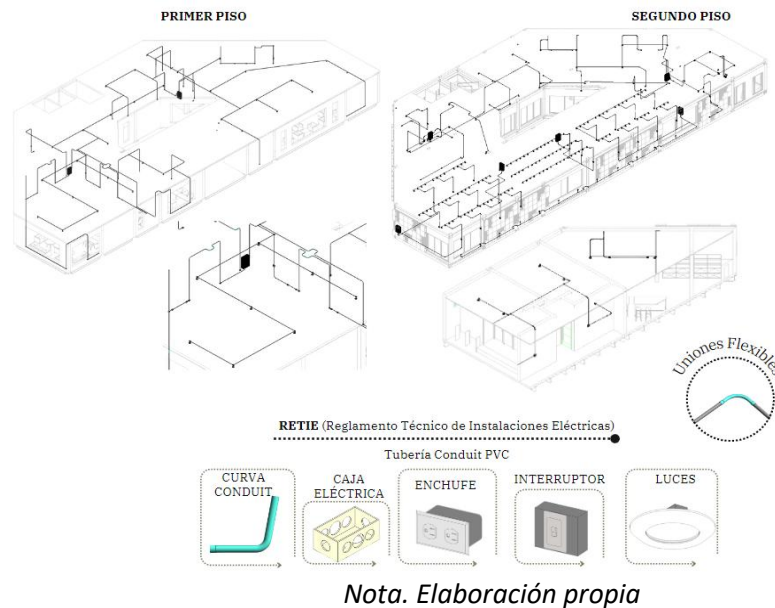 PRIMER PISO
SEGUNDO PISO
Uniones Flexibles
RETIE (Reglamento Técnico de Instalaciones Eléctricas)
Tubería Conduit PVC
CURVA
CONDUIT
CAJA
ELÉCTRICA
ENCHUFE
INTERRUPTOR
LUCES
Nota. Elaboración propia